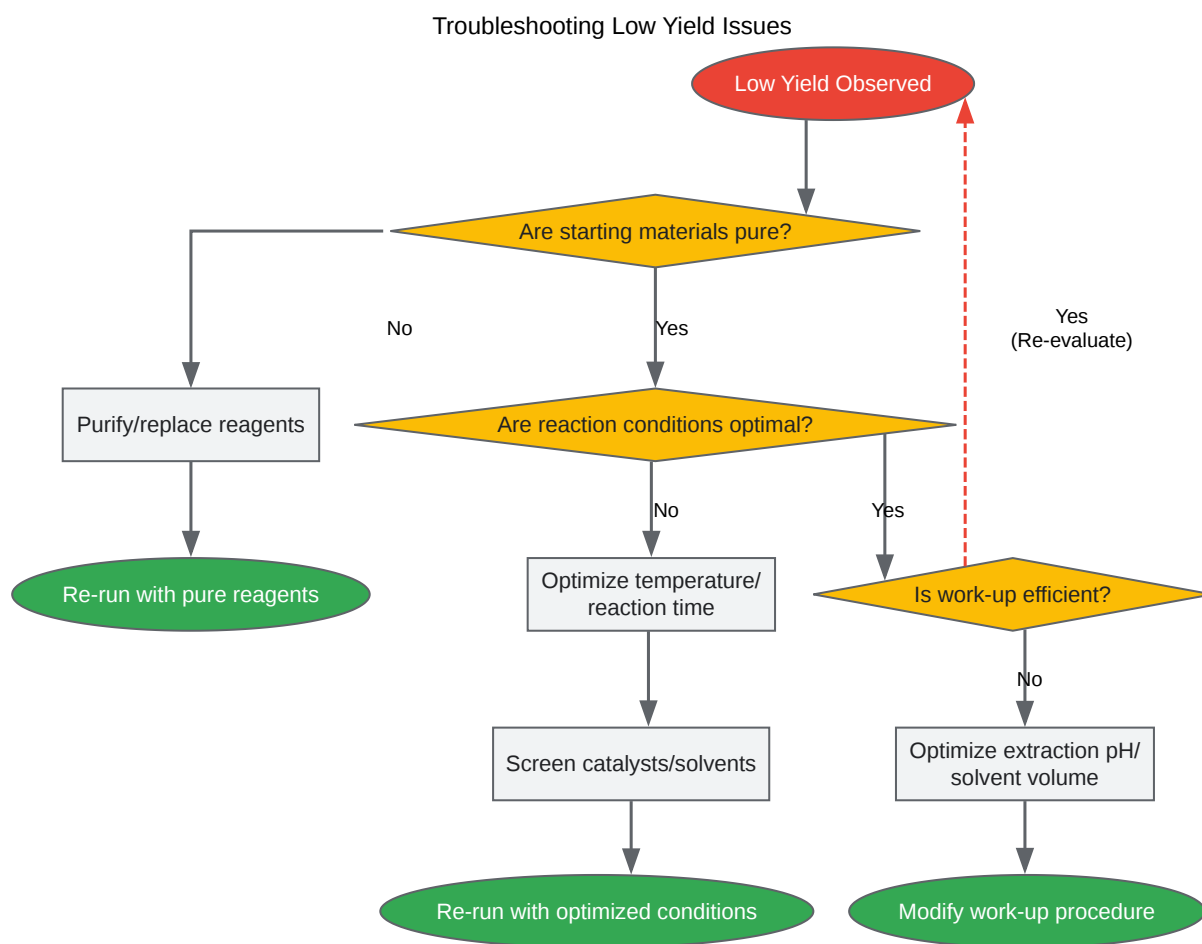 Troubleshooting Low Yield Issues
Low Yield Observed
Are starting materials pure?
No
Yes
Yes
(Re-evaluate)
Purify/replace reagents
Are reaction conditions optimal?
No
Yes
Re-run with pure reagents
Optimize temperature/
reaction time
Is work-up efficient?
No
Screen catalysts/solvents
Optimize extraction pH/
solvent volume
Re-run with optimized conditions
Modify work-up procedure